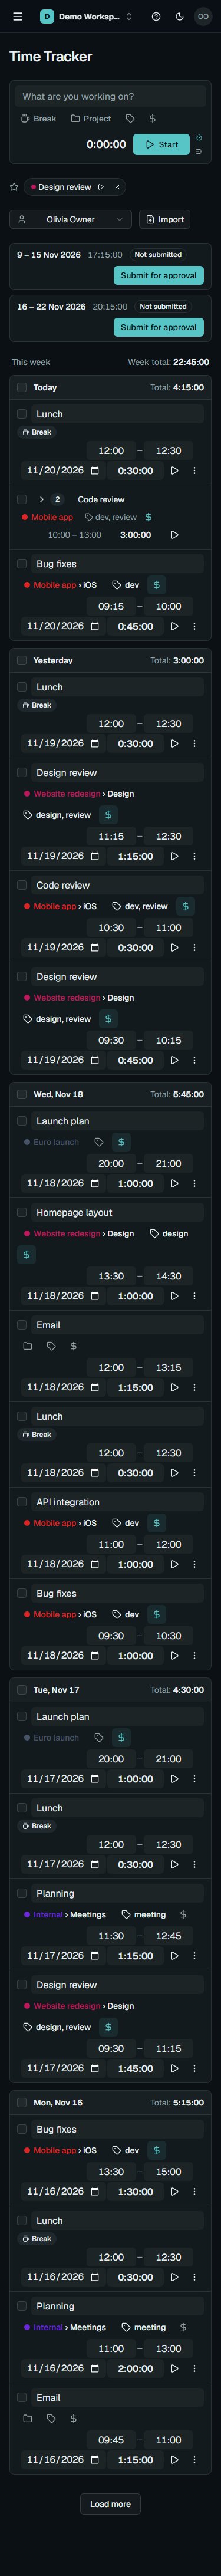 D Demo Worksp... OO
Time Tracker
What are you working on?
Break Project $
0:00:00 Start
Design review
Olivia Owner Import
9 – 15 Nov 2026 17:15:00 Not submitted
Submit for approval
16 – 22 Nov 2026 20:15:00 Not submitted
Submit for approval
This week Week total: 22:45:00
Today Total: 4:15:00
Lunch
Break
12:00 – 12:30
11/20/2026 0:30:00
2 Code review
Mobile app dev, review $
10:00 – 13:00 3:00:00
Bug fixes
Mobile app › iOS dev $
09:15 – 10:00
11/20/2026 0:45:00
Yesterday Total: 3:00:00
Lunch
Break
12:00 – 12:30
11/19/2026 0:30:00
Design review
Website redesign › Design
design, review $
11:15 – 12:30
11/19/2026 1:15:00
Code review
Mobile app › iOS dev, review $
10:30 – 11:00
11/19/2026 0:30:00
Design review
Website redesign › Design
design, review $
09:30 – 10:15
11/19/2026 0:45:00
Wed, Nov 18 Total: 5:45:00
Launch plan
Euro launch $
20:00 – 21:00
11/18/2026 1:00:00
Homepage layout
Website redesign › Design design
$
13:30 – 14:30
11/18/2026 1:00:00
Email
$
12:00 – 13:15
11/18/2026 1:15:00
Lunch
Break
12:00 – 12:30
11/18/2026 0:30:00
API integration
Mobile app › iOS dev $
11:00 – 12:00
11/18/2026 1:00:00
Bug fixes
Mobile app › iOS dev $
09:30 – 10:30
11/18/2026 1:00:00
Tue, Nov 17 Total: 4:30:00
Launch plan
Euro launch $
20:00 – 21:00
11/17/2026 1:00:00
Lunch
Break
12:00 – 12:30
11/17/2026 0:30:00
Planning
Internal › Meetings meeting $
11:30 – 12:45
11/17/2026 1:15:00
Design review
Website redesign › Design
design, review $
09:30 – 11:15
11/17/2026 1:45:00
Mon, Nov 16 Total: 5:15:00
Bug fixes
Mobile app › iOS dev $
13:30 – 15:00
11/16/2026 1:30:00
Lunch
Break
12:00 – 12:30
11/16/2026 0:30:00
Planning
Internal › Meetings meeting $
11:00 – 13:00
11/16/2026 2:00:00
Email
$
09:45 – 11:00
11/16/2026 1:15:00
Load more